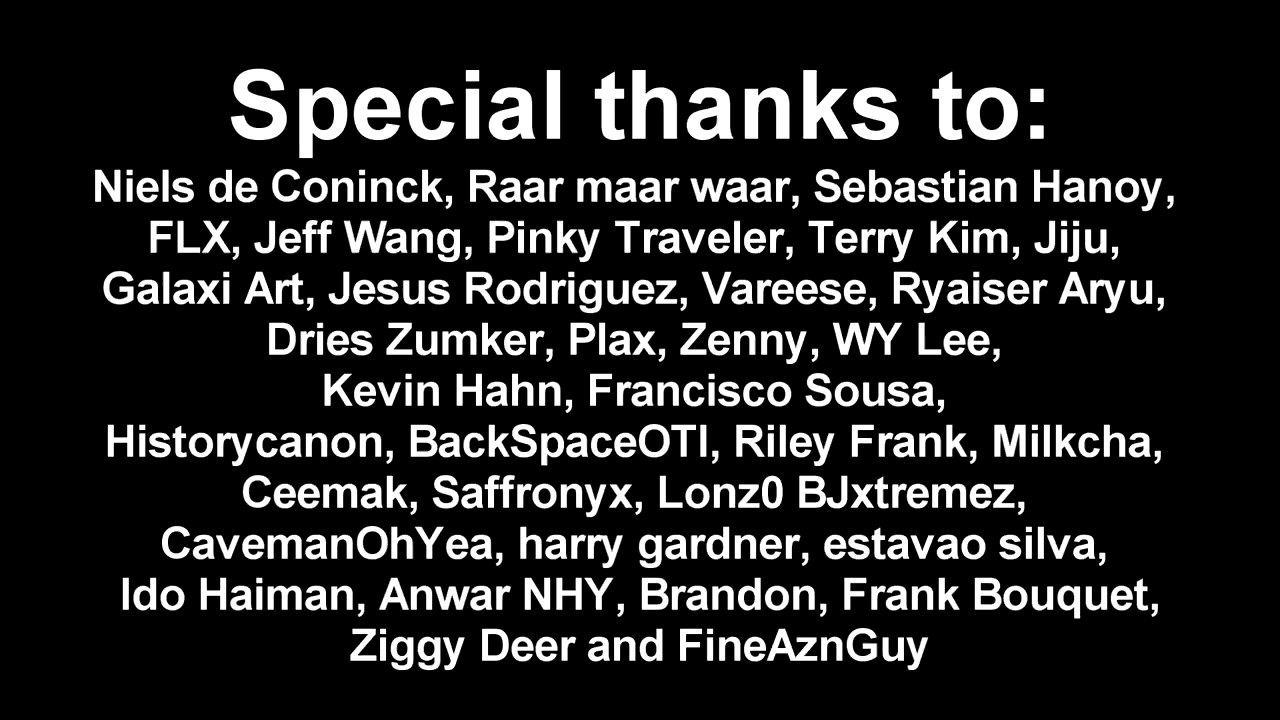 Special thanks to:
Niels de Coninck, Raar maar waar, Sebastian Hanoy,
FLX, Jeff Wang, Pinky Traveler, Terry Kim, Jiju,
Galaxi Art, Jesus Rodriguez, Vareese, Ryaiser Aryu,
Dries Zumker, Plax, Zenny, WY Lee,
Kevin Hahn, Francisco Sousa,
Historycanon, BackSpaceOTI, Riley Frank, Milkcha,
Ceemak, Saffronyx, Lonz0 BJxtremez,
CavemanOhYea, harry gardner, estavao silva,
Ido Haiman, Anwar NHY, Brandon, Frank Bouquet,
Ziggy Deer and FineAznGuy